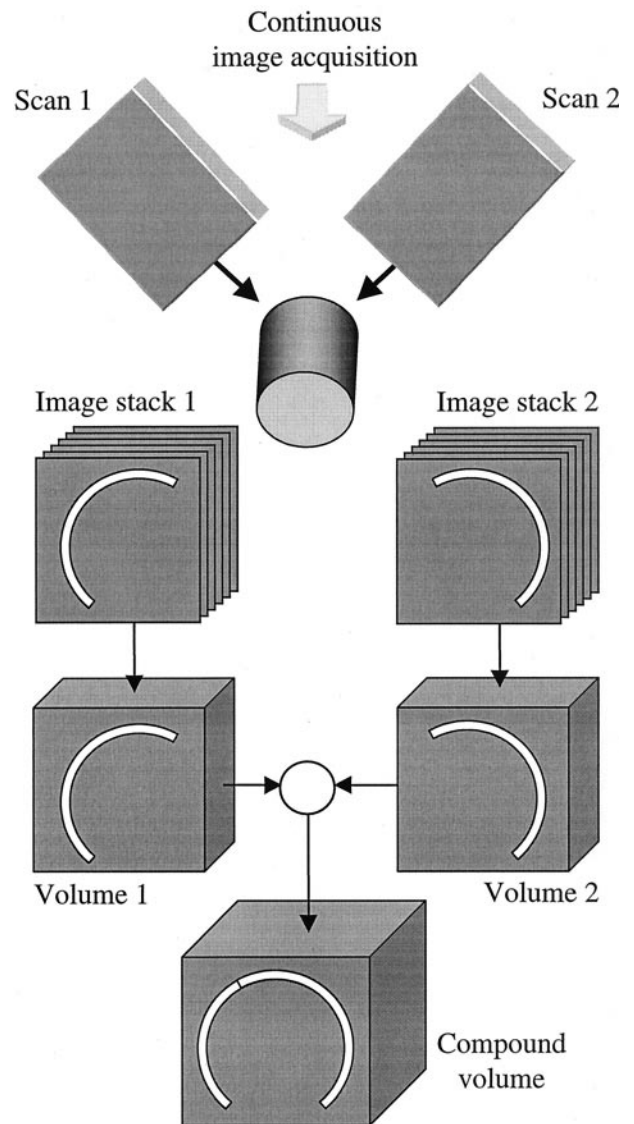 Continuous
image acquisition
Scan 1
Scan 2
Image stack 1
Image stack 2
Volume 1
Volume 2
Compound
volume